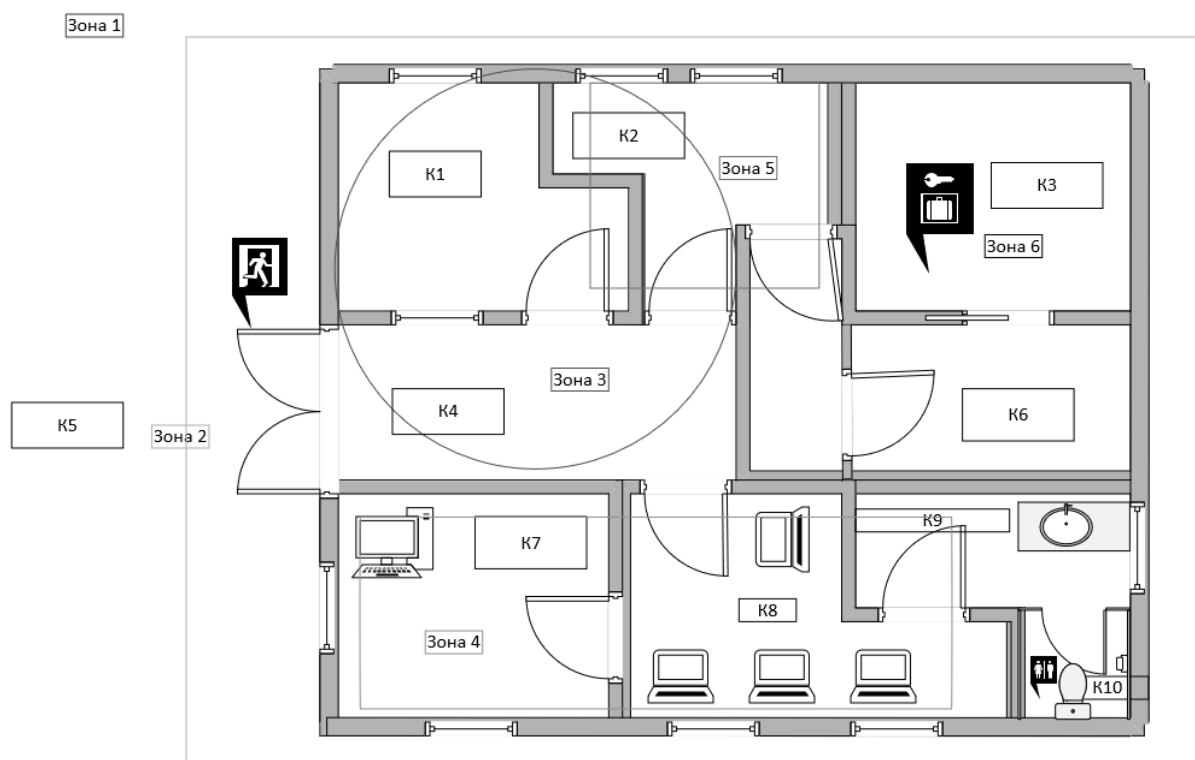 Зона 1
К1
К2
Зона 5
К3
Зона 6
Зона 3
К4
К5
Зона 2
К6
К7
К9
К8
Зона 4
К10